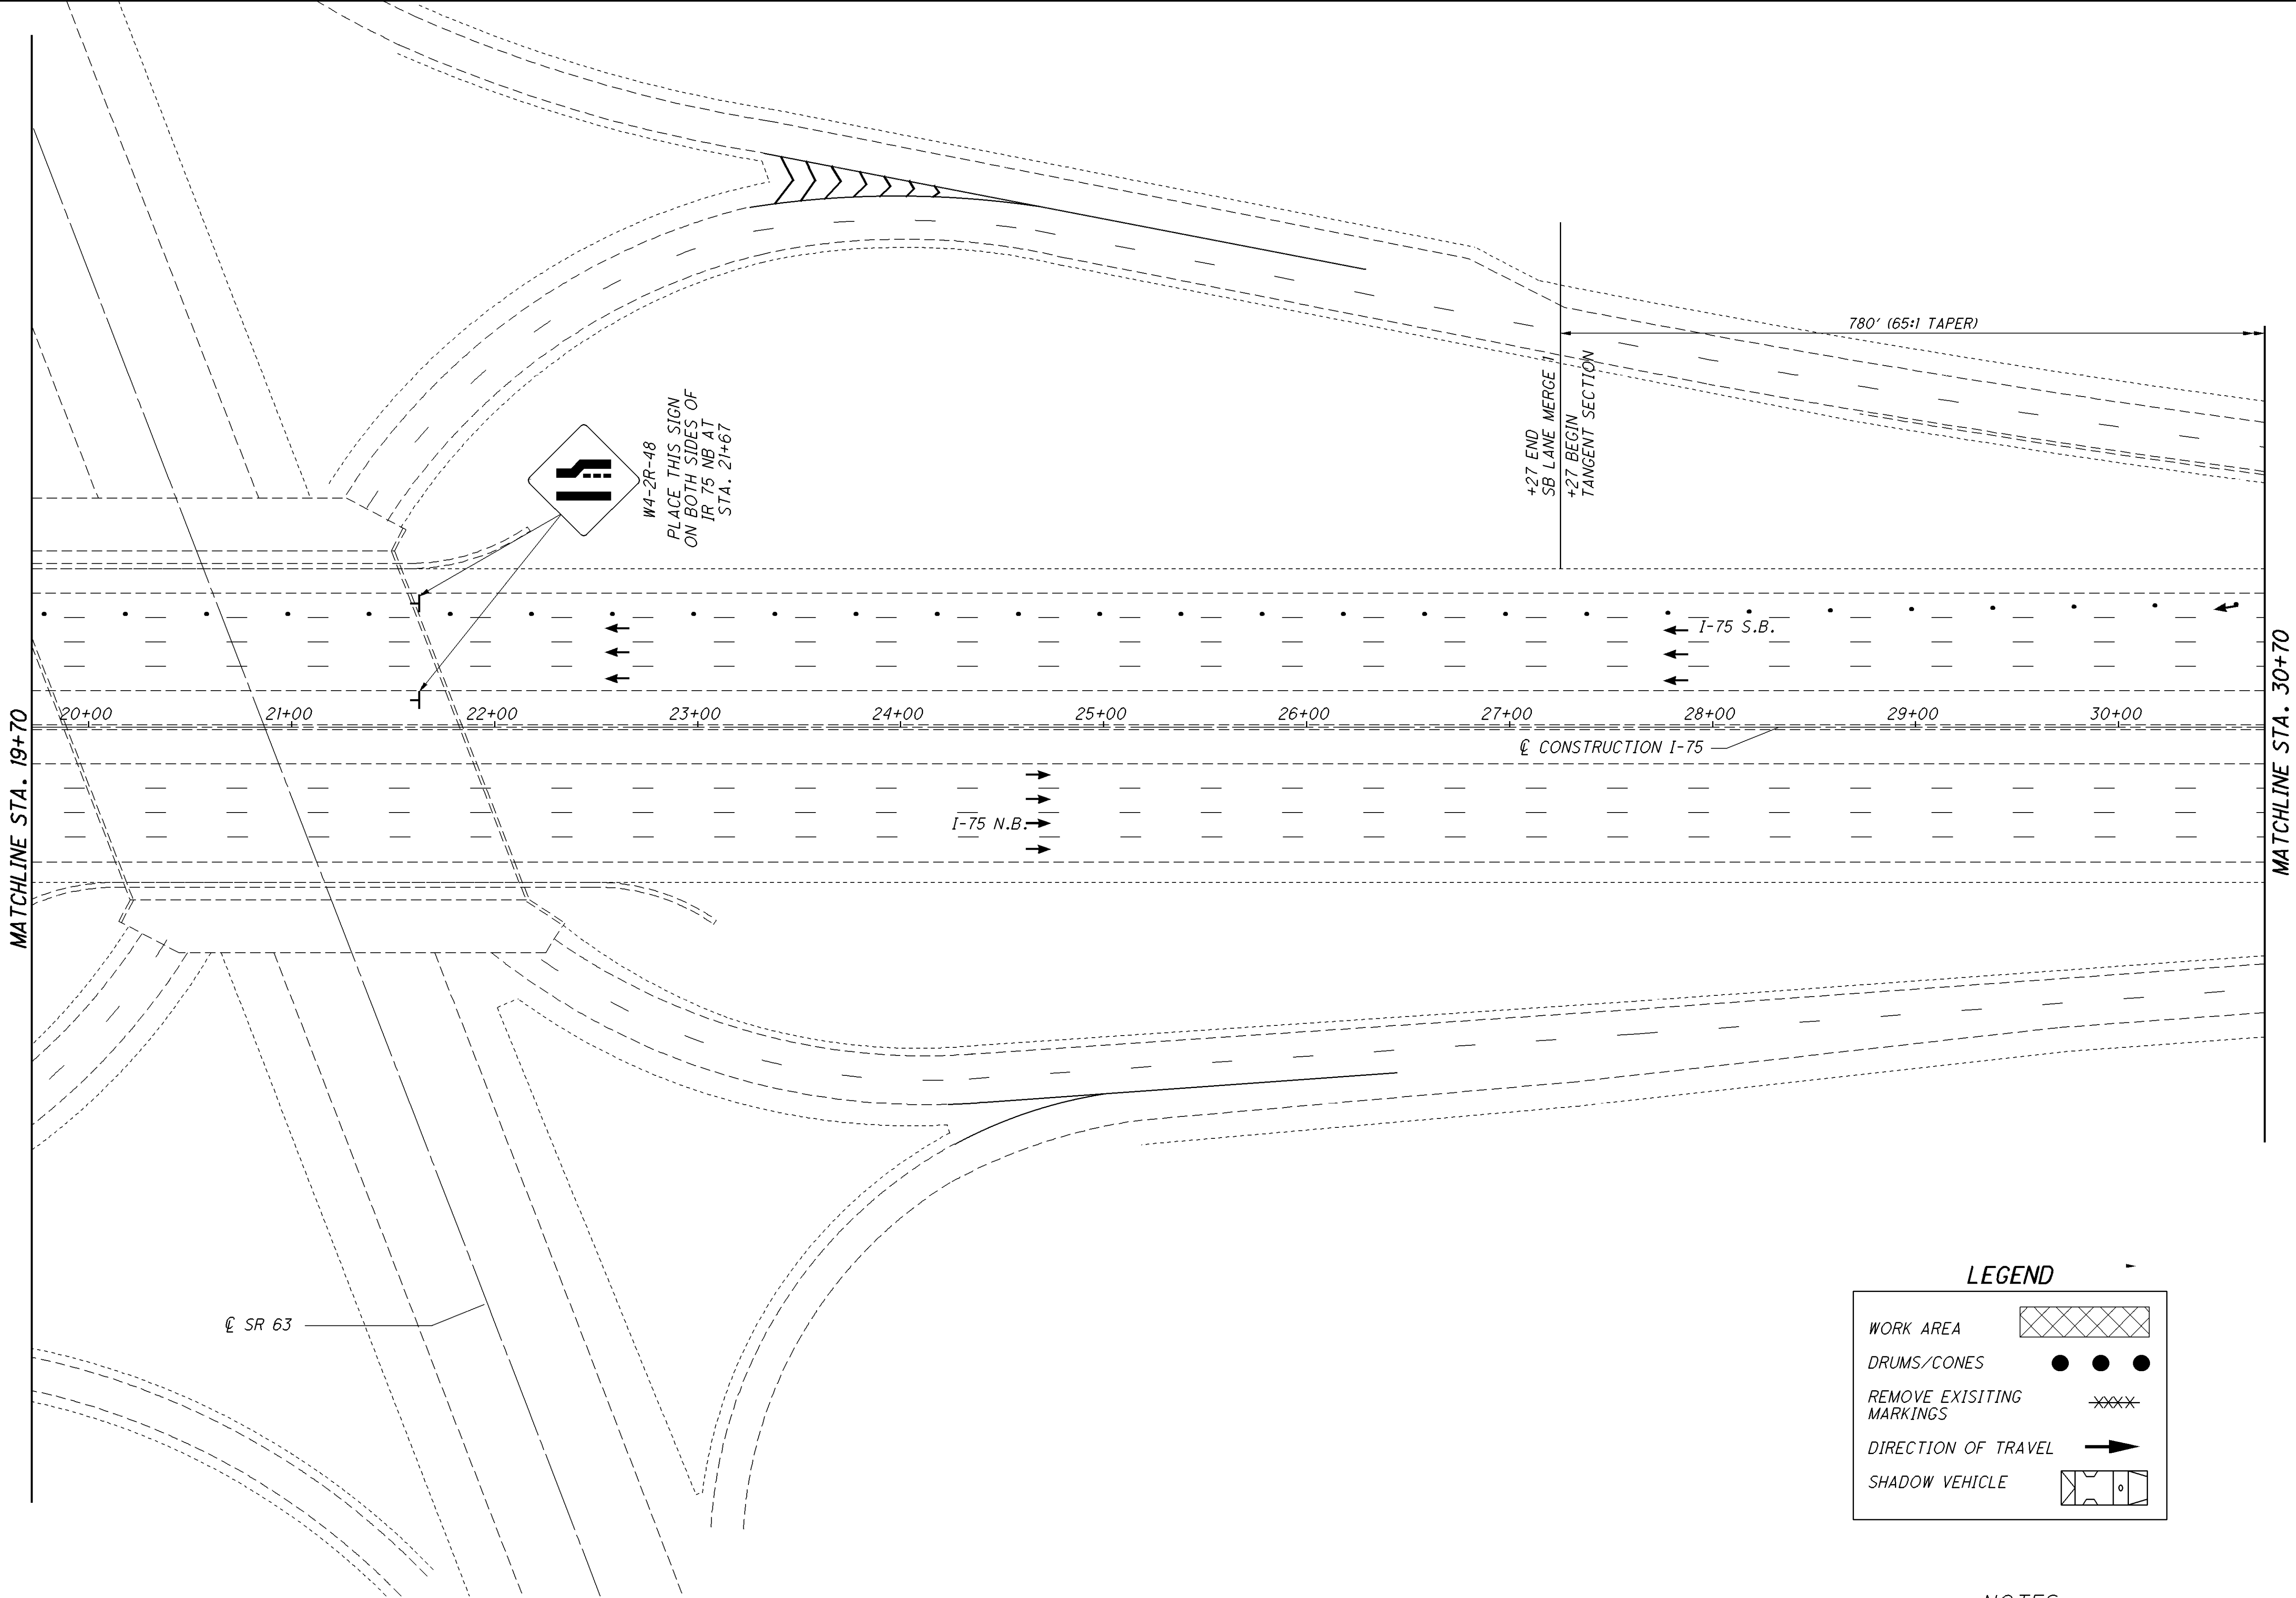 780' (65:1 TAPER)
+27 END
SB LANE MERGE
+27 BEGIN
TANGENT SECTION
W4-2R-48
PLACE THIS SIGN
ON BOTH SIDES OF
IR 75 NB AT
STA. 21+67
I-75 S.B.
MATCHLINE STA. 19+70
20+00
21+00
22+00
23+00
24+00
25+00
26+00
27+00
28+00
29+00
30+00
MATCHLINE STA. 30+70
℄ CONSTRUCTION I-75
I-75 N.B.
℄ SR 63
LEGEND
WORK AREA
DRUMS/CONES
REMOVE EXISITING
MARKINGS
DIRECTION OF TRAVEL
SHADOW VEHICLE
NOTES